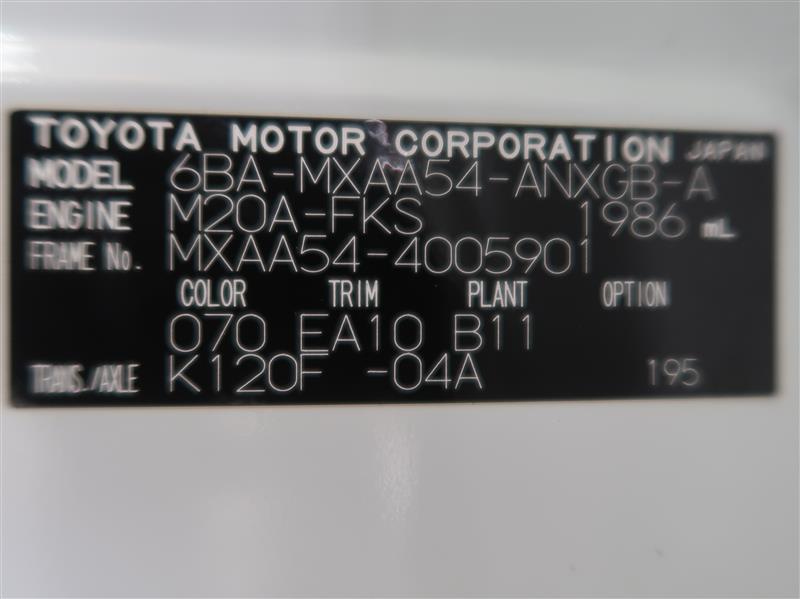 TOYOTA MOTOR CORPORATION JAPAN
MODEL 6BA-MXAA54-ANXGB-A
ENGINE M20A-FKS 1986 mL
FRAME No. MXAA54-4005901
COLOR TRIM PLANT OPTION
070 EA10 B11
TRANS./AXLE K120F -04A 195